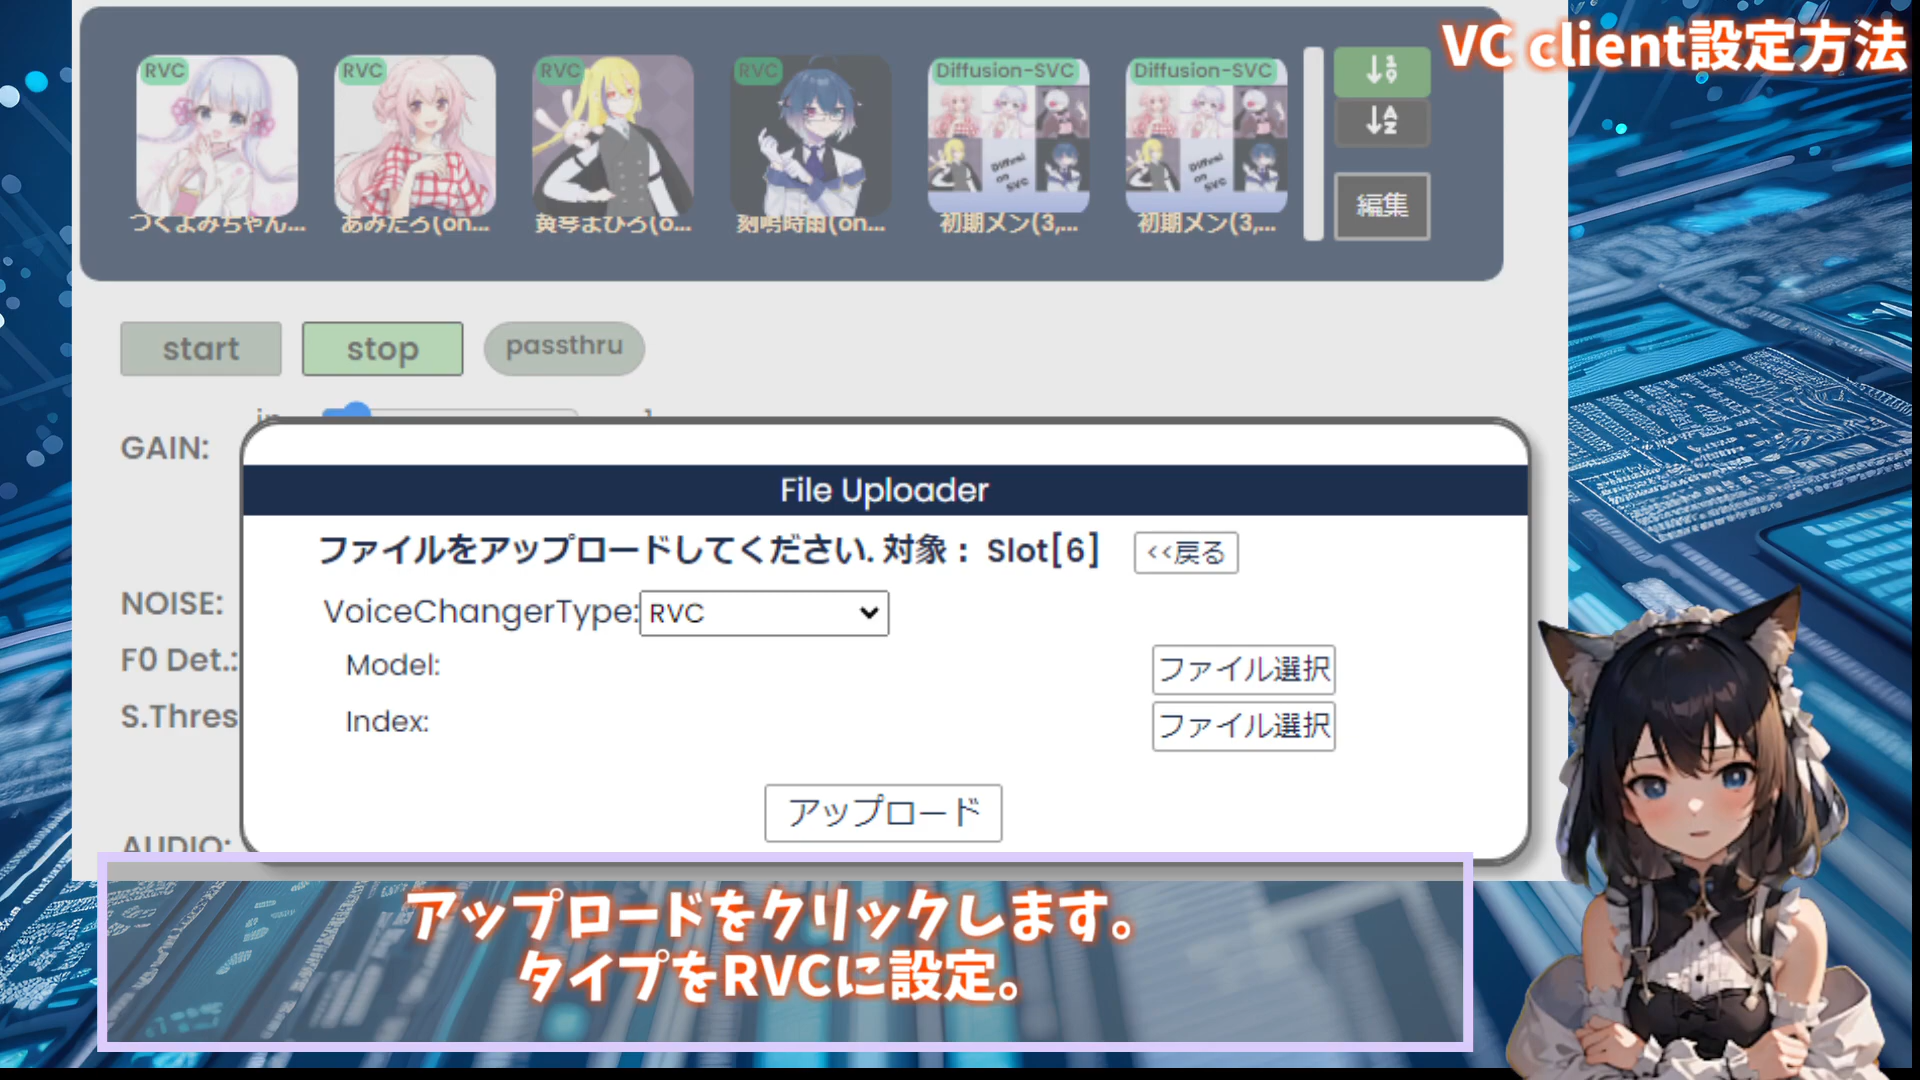 VC client設定方法
RVC
RVC
RVC
RVC
Diffusion-SVC
Diffusion-SVC
つくよみちゃん...
あみたろ(on...
黄琴まひろ(o...
刻鳴時雨(on...
初期メン(3,...
初期メン(3,...
編集
start
stop
passthru
GAIN:
in
File Uploader
ファイルをアップロードしてください. 対象： Slot[6]
<<戻る
VoiceChangerType:
RVC
NOISE:
F0 Det.:
Model:
ファイル選択
S.Thres
Index:
ファイル選択
アップロード
AUDIO:
アップロードをクリックします。
タイプをRVCに設定。